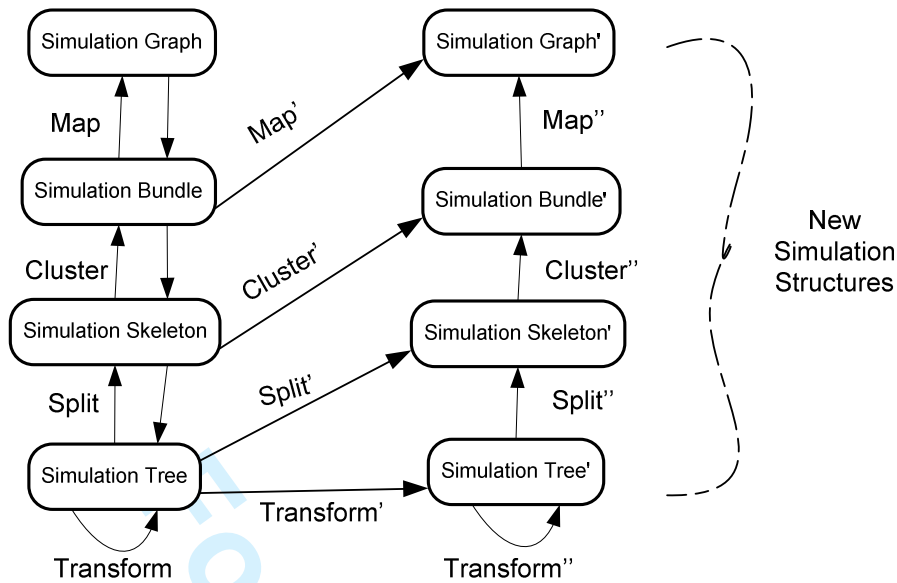 Simulation Graph
Simulation Graph'
Map
Map’
Map’’
Simulation Bundle
Simulation Bundle'
New
Simulation
Structures
Cluster
Cluster’
Cluster’’
Simulation Skeleton
Simulation Skeleton'
Split
Split’
Split’’
Simulation Tree
Simulation Tree'
Transform’
Transform
Transform’’